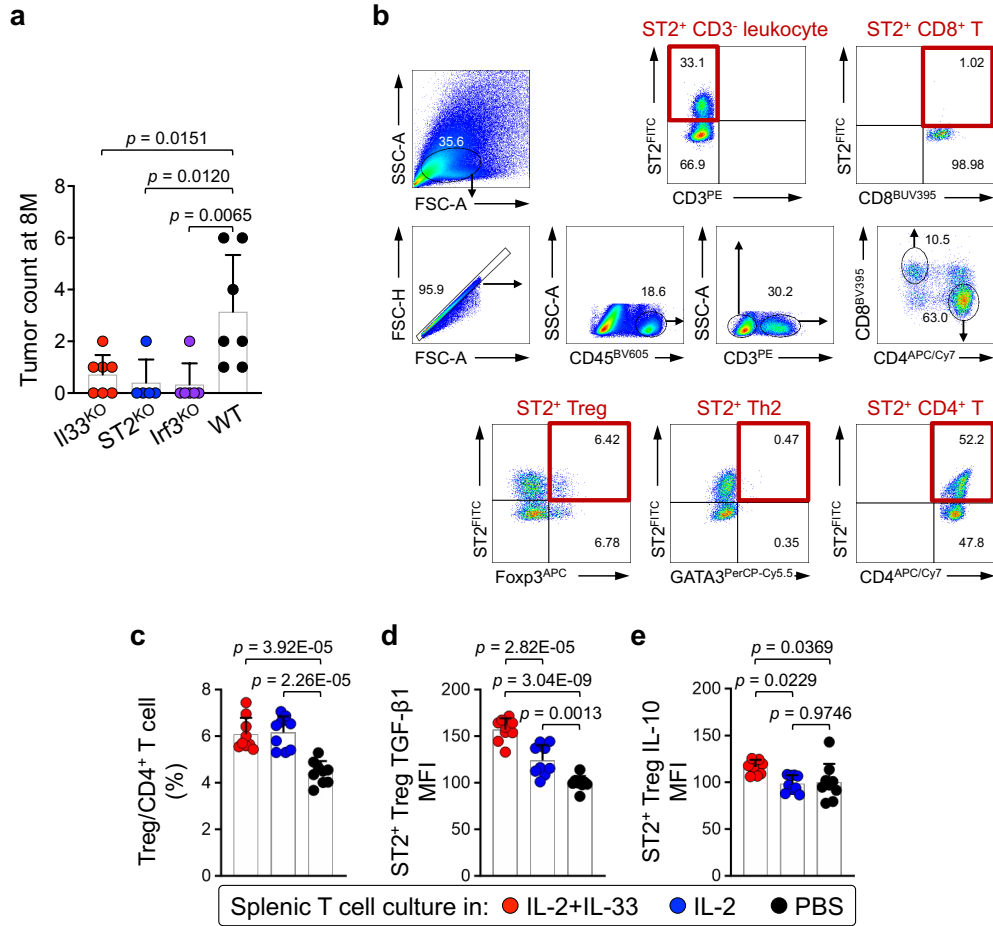 a
p = 0.0151
p = 0.0120
p = 0.0065
Tumor count at 8M
8
6
4
2
0
Il33KO
ST2KO
Irf3KO
WT
b
ST2+ CD3- leukocyte
ST2+ CD8+ T
SSC-A
35.6
FSC-A
ST2FITC
33.1
66.9
CD3PE
ST2FITC
1.02
98.98
CD8BUV395
FSC-H
95.9
FSC-A
SSC-A
18.6
CD45BV605
SSC-A
30.2
CD3PE
CD8BV395
10.5
63.0
CD4APC/Cy7
ST2+ Treg
ST2+ Th2
ST2+ CD4+ T
ST2FITC
6.42
6.78
Foxp3APC
ST2FITC
0.47
0.35
GATA3PerCP-Cy5.5
ST2FITC
52.2
47.8
CD4APC/Cy7
c
p = 3.92E-05
p = 2.26E-05
Treg/CD4+ T cell
(%)
8
6
4
2
0
d
p = 2.82E-05
p = 3.04E-09
p = 0.0013
ST2+ Treg TGF-β1
MFI
200
150
100
50
0
e
p = 0.0369
p = 0.0229
p = 0.9746
ST2+ Treg IL-10
MFI
200
150
100
50
0
Splenic T cell culture in: IL-2+IL-33 IL-2 PBS